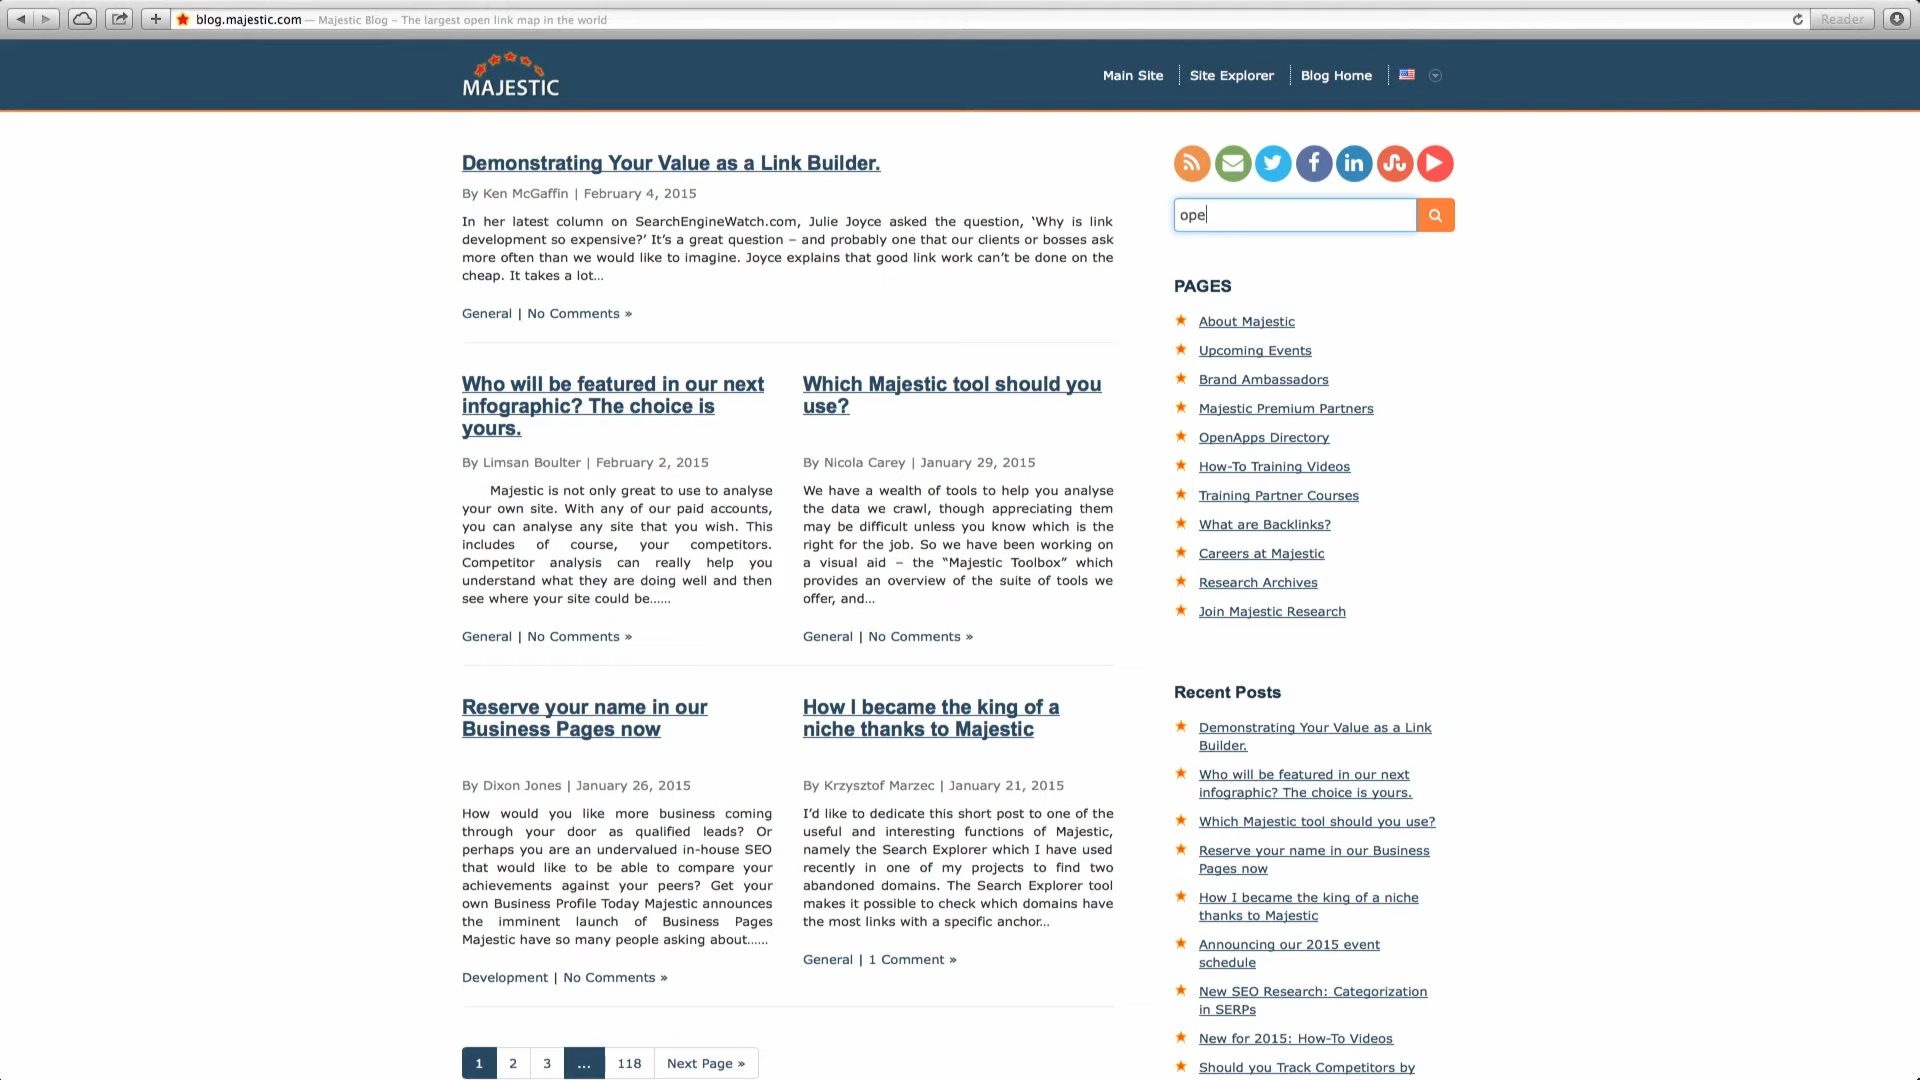 blog.majestic.com — Majestic Blog – The largest open link map in the world
Reader
MAJESTIC
Main Site
Site Explorer
Blog Home
Demonstrating Your Value as a Link Builder.
By Ken McGaffin | February 4, 2015
In her latest column on SearchEngineWatch.com, Julie Joyce asked the question, ‘Why is link
development so expensive?’ It’s a great question – and probably one that our clients or bosses ask
more often than we would like to imagine. Joyce explains that good link work can’t be done on the
cheap. It takes a lot...
General | No Comments »
Who will be featured in our next
infographic? The choice is
yours.
By Limsan Boulter | February 2, 2015
Majestic is not only great to use to analyse
your own site. With any of our paid accounts,
you can analyse any site that you wish. This
includes of course, your competitors.
Competitor analysis can really help you
understand what they are doing well and then
see where your site could be......
General | No Comments »
Which Majestic tool should you
use?
By Nicola Carey | January 29, 2015
We have a wealth of tools to help you analyse
the data we crawl, though appreciating them
may be difficult unless you know which is the
right for the job. So we have been working on
a visual aid – the “Majestic Toolbox” which
provides an overview of the suite of tools we
offer, and...
General | No Comments »
Reserve your name in our
Business Pages now
By Dixon Jones | January 26, 2015
How would you like more business coming
through your door as qualified leads? Or
perhaps you are an undervalued in-house SEO
that would like to be able to compare your
achievements against your peers? Get your
own Business Profile Today Majestic announces
the imminent launch of Business Pages
Majestic have so many people asking about......
Development | No Comments »
How I became the king of a
niche thanks to Majestic
By Krzysztof Marzec | January 21, 2015
I’d like to dedicate this short post to one of the
useful and interesting functions of Majestic,
namely the Search Explorer which I have used
recently in one of my projects to find two
abandoned domains. The Search Explorer tool
makes it possible to check which domains have
the most links with a specific anchor...
General | 1 Comment »
1 2 3 ... 118 Next Page »
ope
PAGES
About Majestic
Upcoming Events
Brand Ambassadors
Majestic Premium Partners
OpenApps Directory
How-To Training Videos
Training Partner Courses
What are Backlinks?
Careers at Majestic
Research Archives
Join Majestic Research
Recent Posts
Demonstrating Your Value as a Link
Builder.
Who will be featured in our next
infographic? The choice is yours.
Which Majestic tool should you use?
Reserve your name in our Business
Pages now
How I became the king of a niche
thanks to Majestic
Announcing our 2015 event
schedule
New SEO Research: Categorization
in SERPs
New for 2015: How-To Videos
Should you Track Competitors by